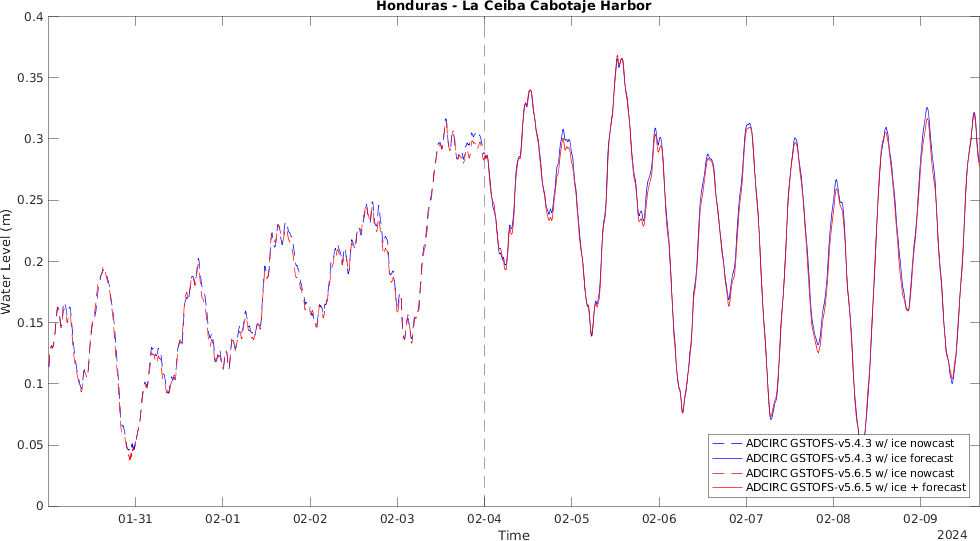 Honduras - La Ceiba Cabotaje Harbor
0.4
0.35
0.3
0.25
0.2
0.15
0.1
0.05
0
Water Level (m)
ADCIRC GSTOFS-v5.4.3 w/ ice nowcast
ADCIRC GSTOFS-v5.4.3 w/ ice forecast
ADCIRC GSTOFS-v5.6.5 w/ ice nowcast
ADCIRC GSTOFS-v5.6.5 w/ ice + forecast
01-31 02-01 02-02 02-03 02-04 02-05 02-06 02-07 02-08 02-09
Time
2024